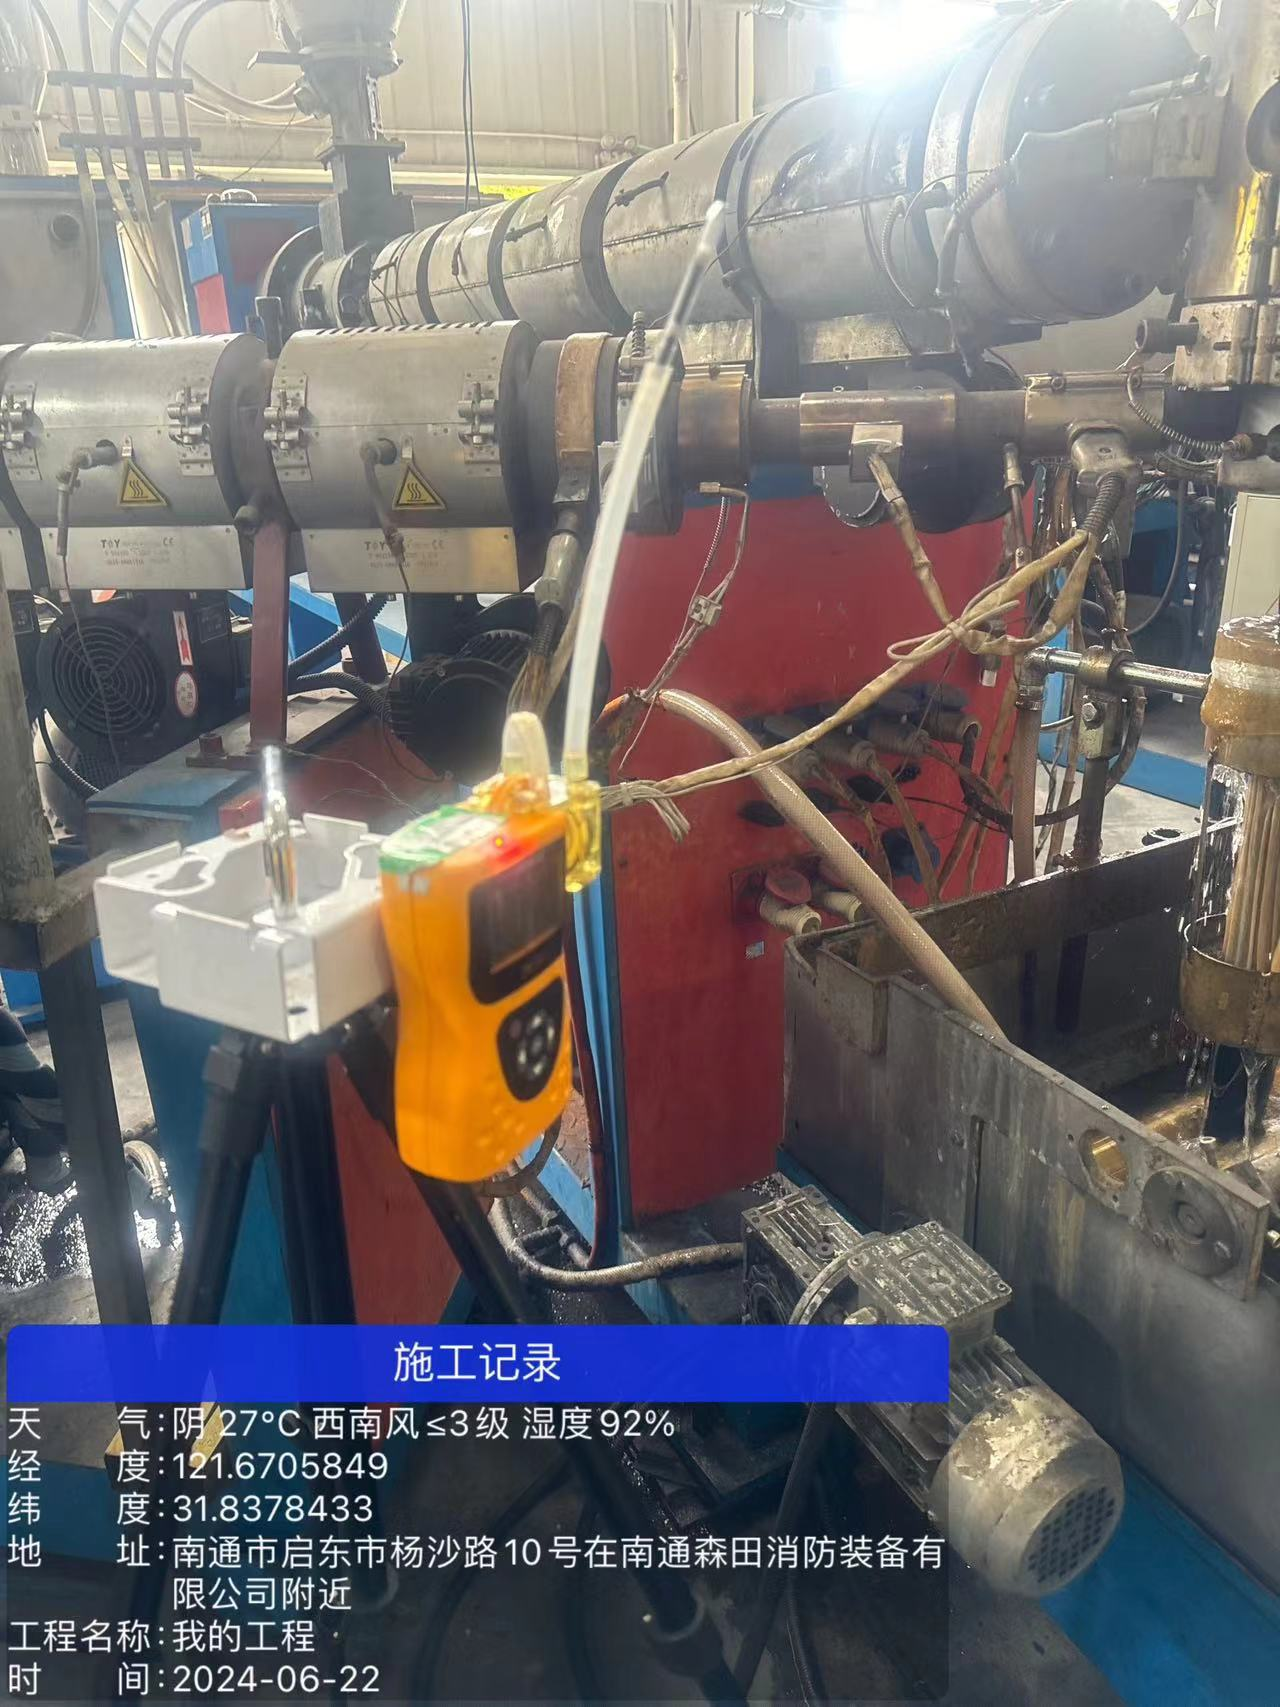 施工记录
天 气:阴 27°C 西南风≤3级 湿度92%
经 度:121.6705849
纬 度:31.8378433
地 址:南通市启东市杨沙路10号在南通森田消防装备有
限公司附近
工程名称:我的工程
时 间:2024-06-22